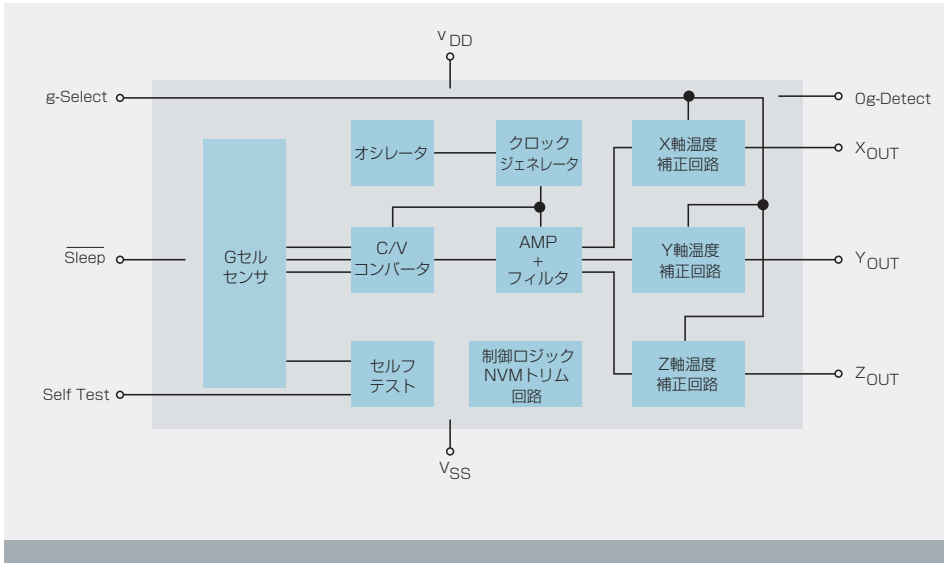 VDD
g-Select
0g-Detect
オシレータ
クロック
ジェネレータ
X軸温度
補正回路
XOUT
Sleep
Gセル
センサ
C/V
コンバータ
AMP
+
フィルタ
Y軸温度
補正回路
YOUT
Self Test
セルフ
テスト
制御ロジック
NVMトリム
回路
Z軸温度
補正回路
ZOUT
VSS